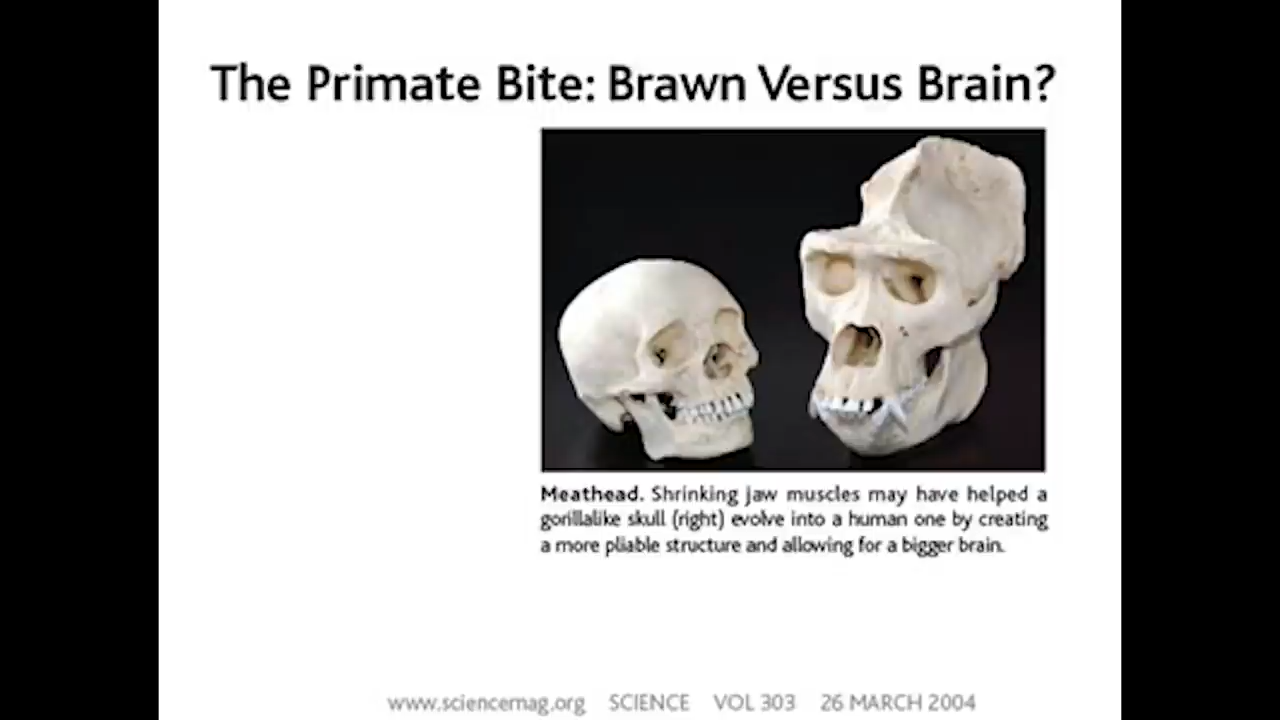 The Primate Bite: Brawn Versus Brain?
Meathead. Shrinking jaw muscles may have helped a
gorillalike skull (right) evolve into a human one by creating
a more pliable structure and allowing for a bigger brain.
www.sciencemag.org SCIENCE VOL 303 26 MARCH 2004